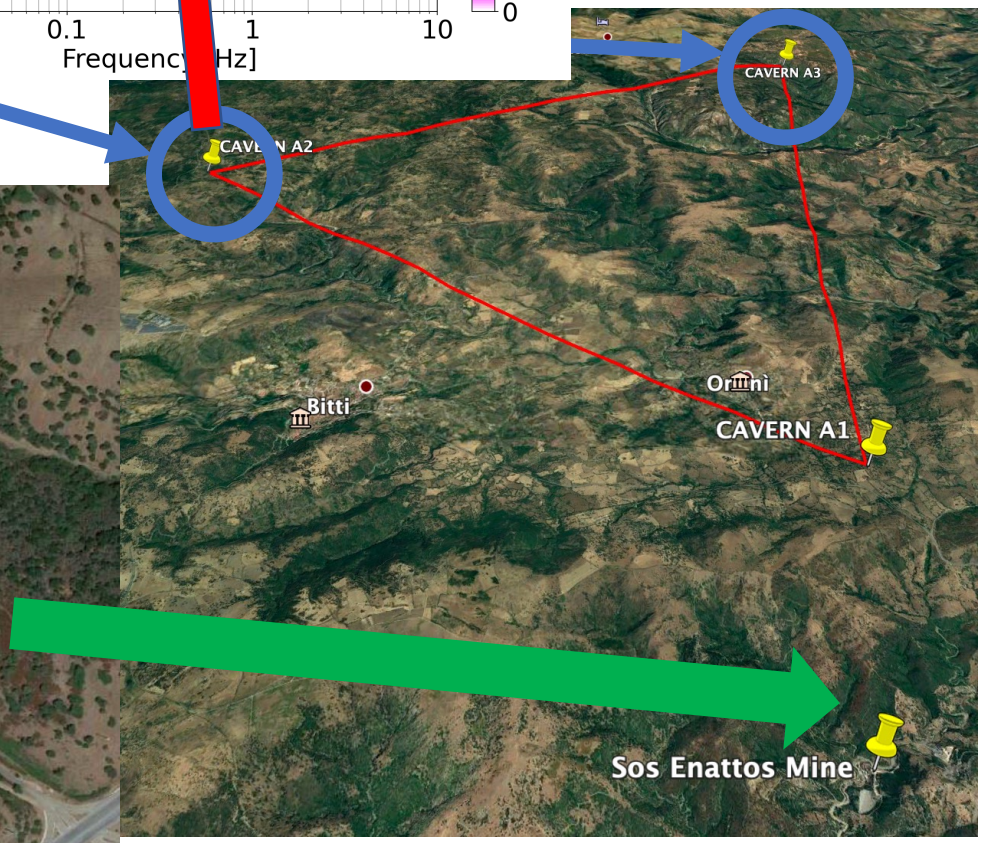 0
0.1 1 10
Frequency Hz]
CAVERN A3
CAVERN A2
Bitti
CAVERN A1
Sos Enattos Mine